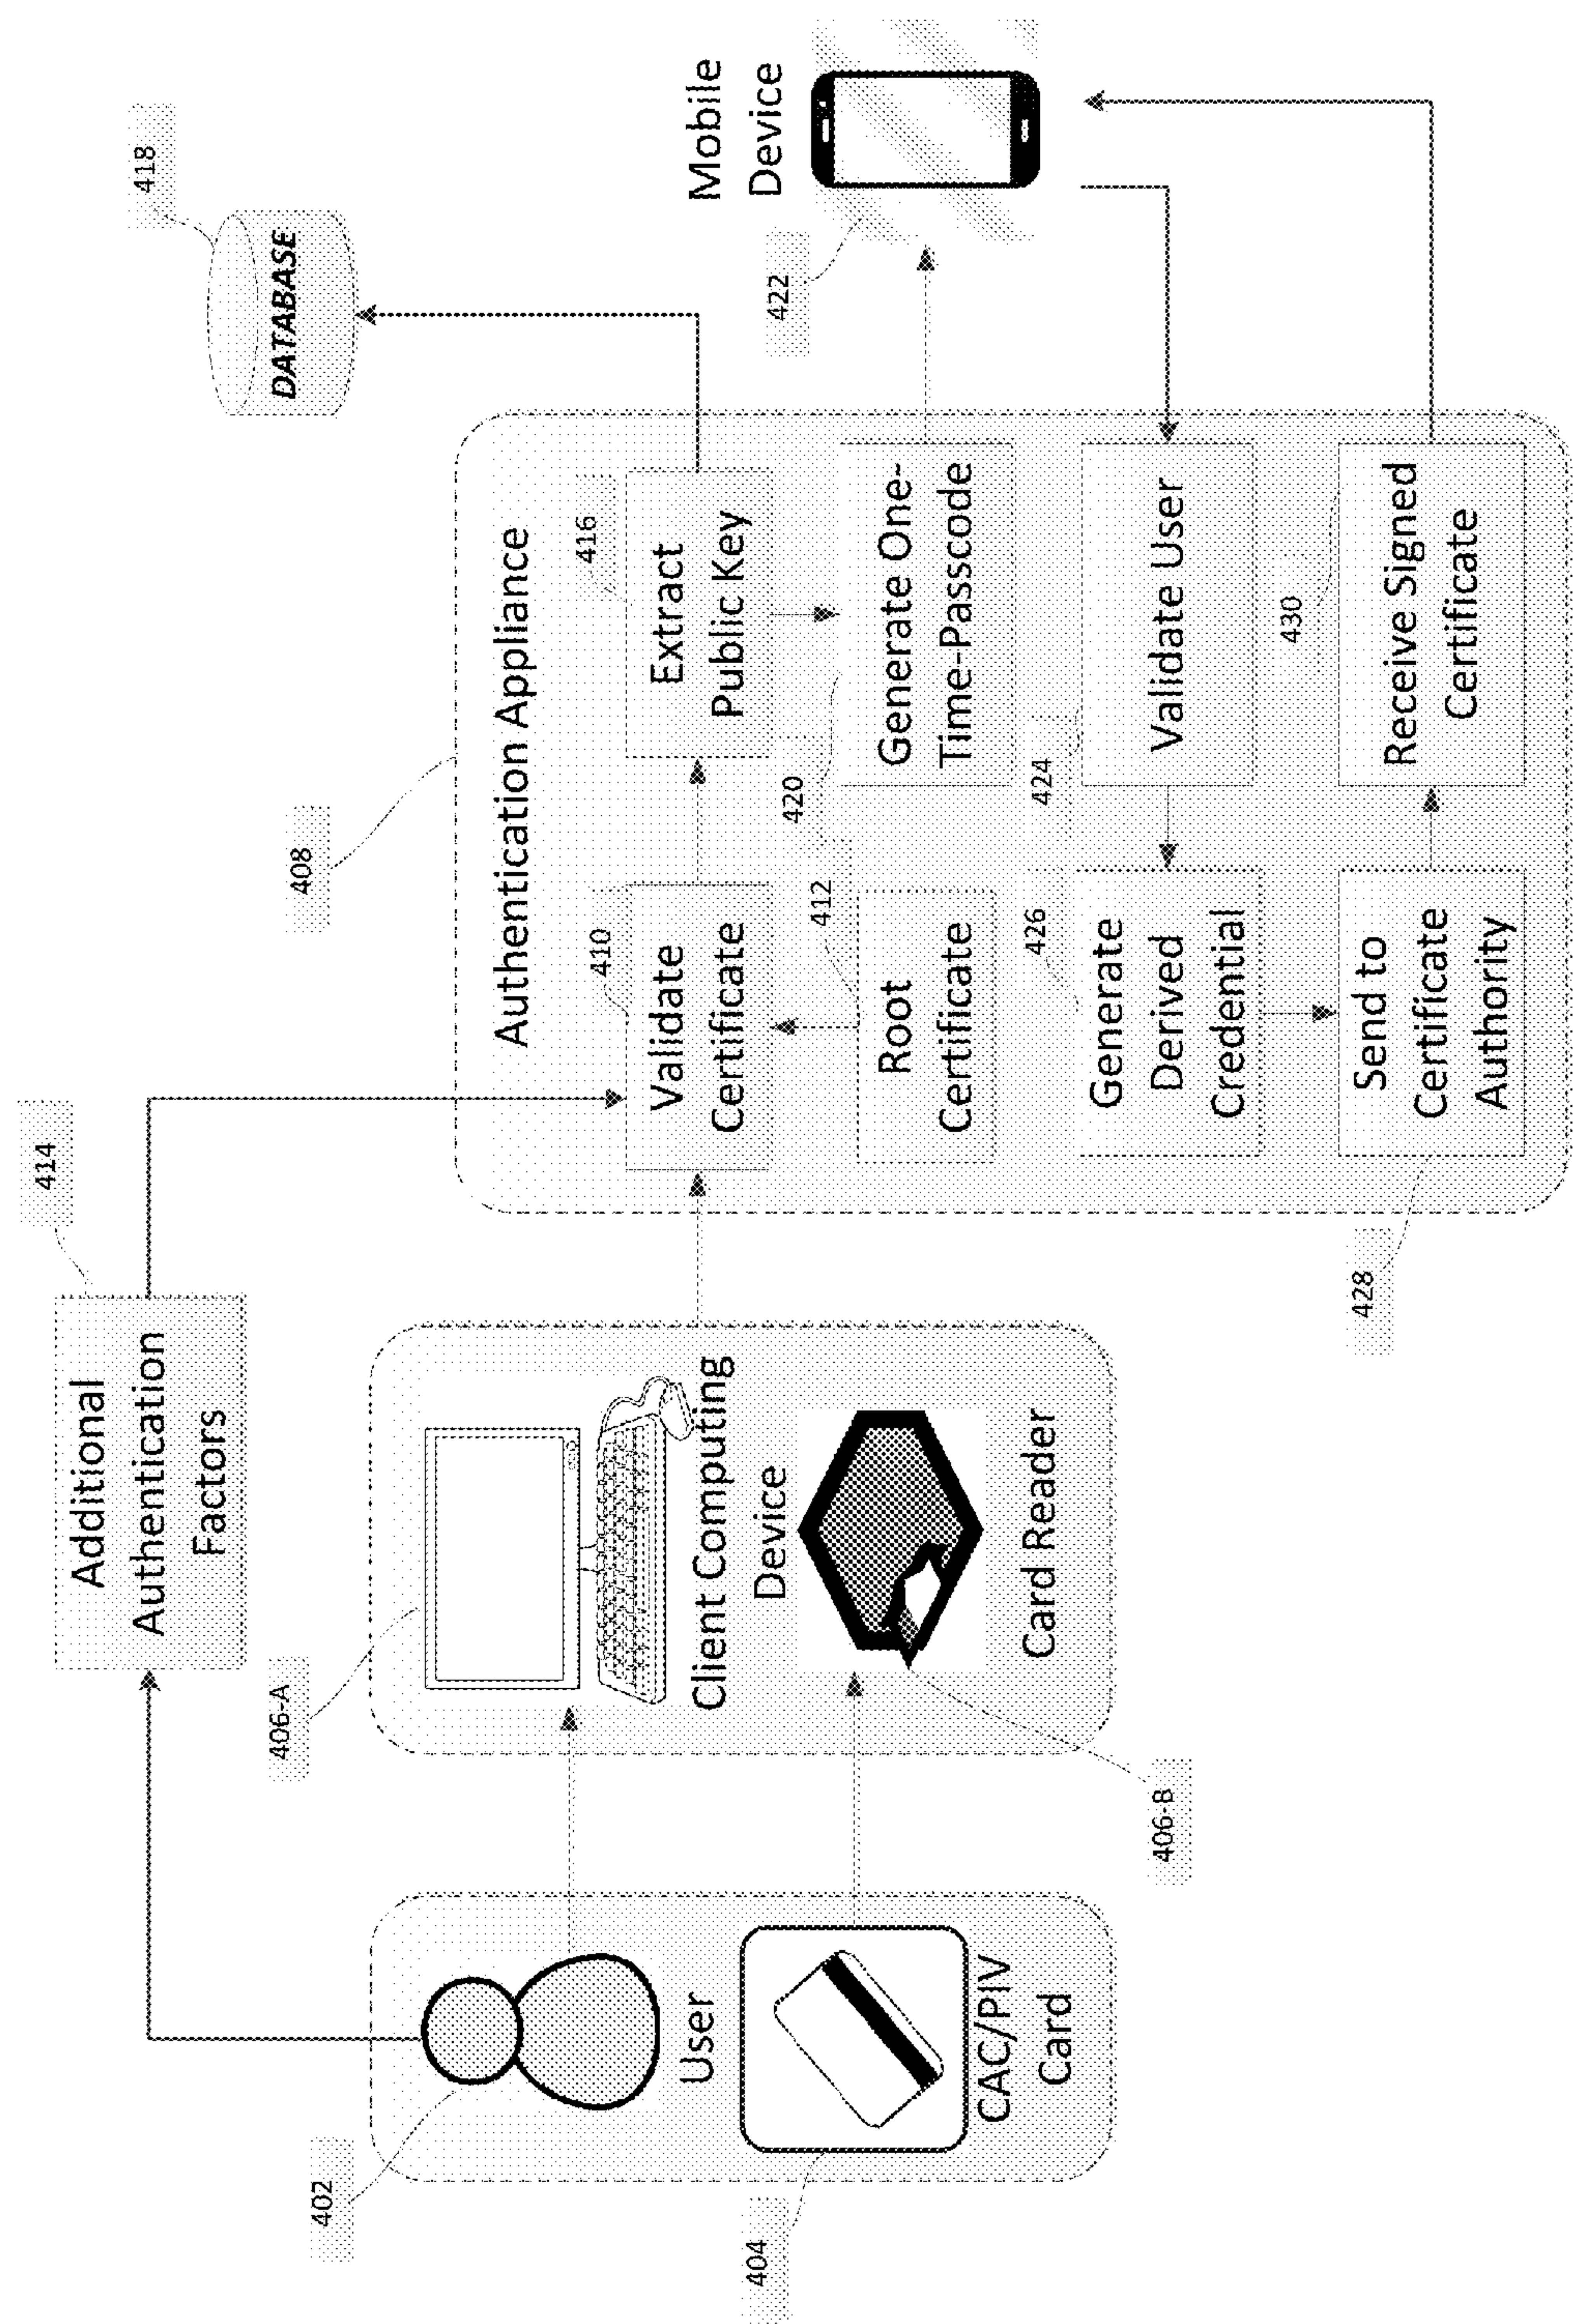 414
Additional
Authentication
Factors
418
DATABASE
408
Authentication Appliance
406-A
402
User
Client Computing
Device
410
Validate
Certificate
416
Extract
Public Key
Mobile
Device
422
404
CAC/PIV
Card
Card Reader
406-B
412
Root
Certificate
420
Generate One-
Time-Passcode
426
Generate
Derived
Credential
424
Validate User
428
Send to
Certificate
Authority
430
Receive Signed
Certificate